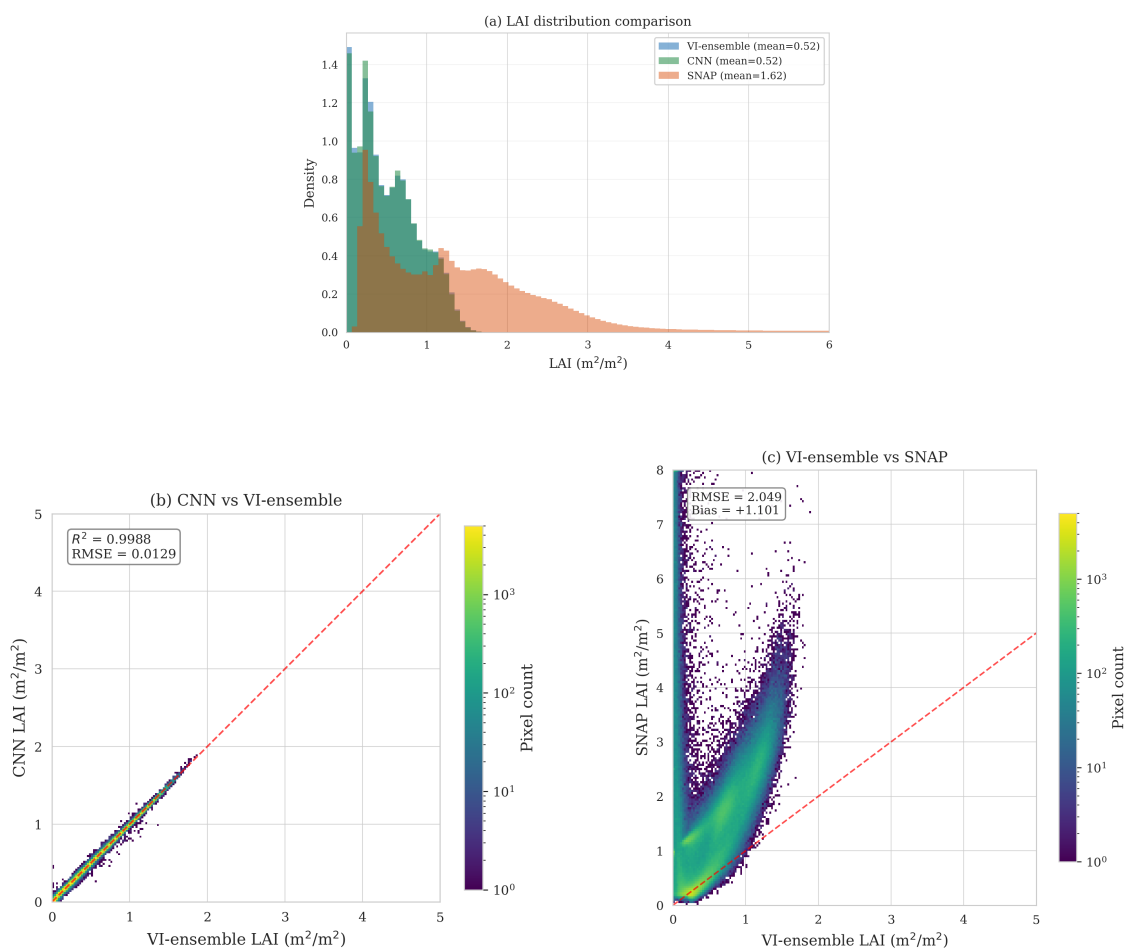 (a) LAI distribution comparison
VI-ensemble (mean=0.52)
CNN (mean=0.52)
SNAP (mean=1.62)
Density
1.4
1.2
1.0
0.8
0.6
0.4
0.2
0.0
0 1 2 3 4 5 6
LAI (m²/m²)
(b) CNN vs VI-ensemble
R² = 0.9988
RMSE = 0.0129
CNN LAI (m²/m²)
5
4
3
2
1
0
0 1 2 3 4 5
VI-ensemble LAI (m²/m²)
10³
10²
10¹
10⁰
Pixel count
(c) VI-ensemble vs SNAP
RMSE = 2.049
Bias = +1.101
SNAP LAI (m²/m²)
8
7
6
5
4
3
2
1
0
0 1 2 3 4 5
VI-ensemble LAI (m²/m²)
10³
10²
10¹
10⁰
Pixel count